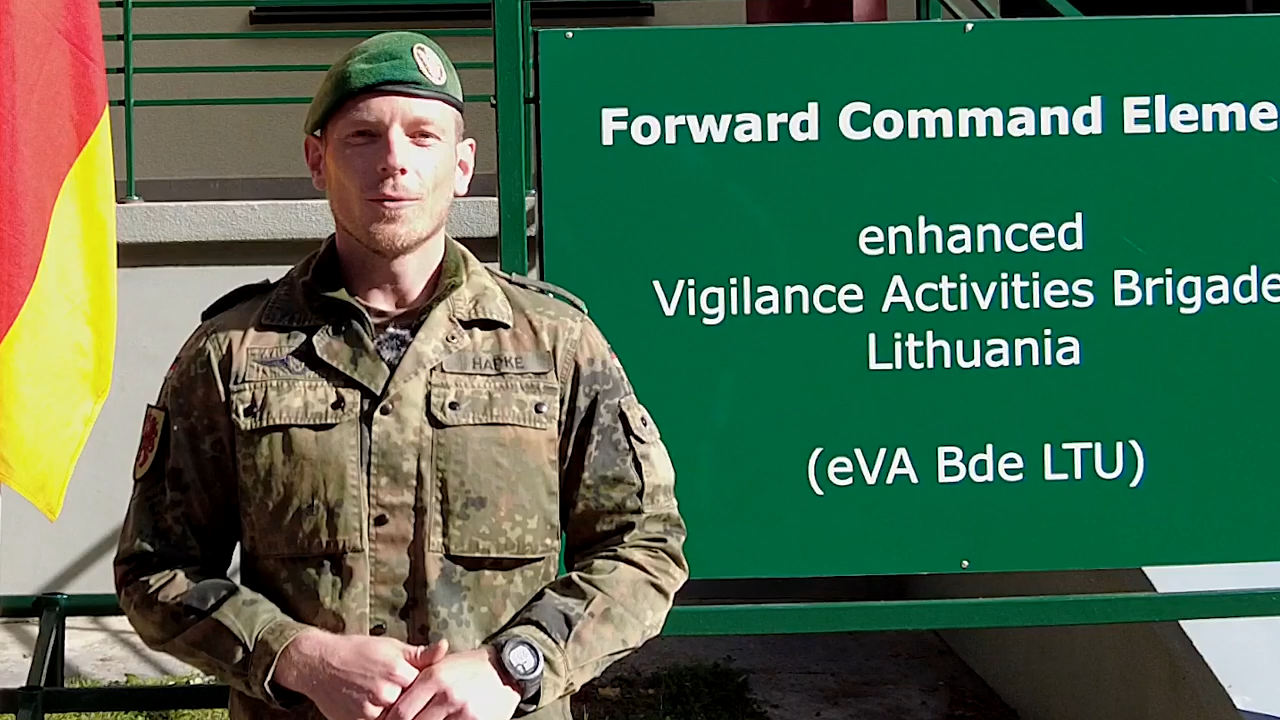 Forward Command Eleme
enhanced
Vigilance Activities Brigade
Lithuania
(eVA Bde LTU)
HAPKE